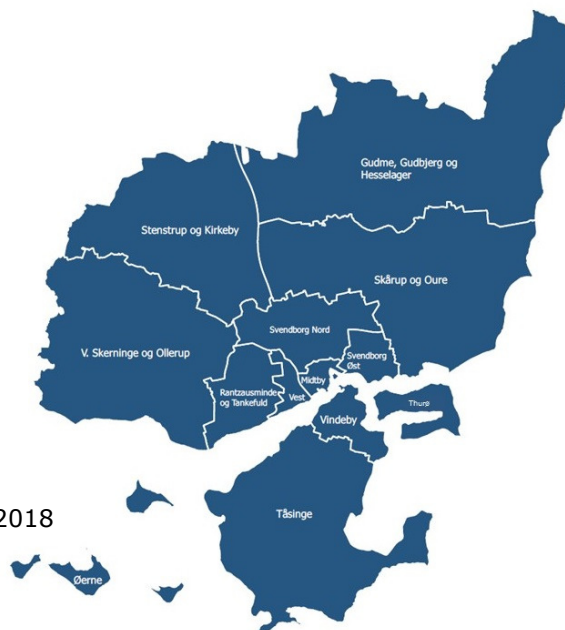 Gudme, Gudbjerg og
Hesselager
Stenstrup og Kirkeby
Skårup og Oure
Svendborg Nord
V. Skerninge og Ollerup
Svendborg
Øst
Midtby
Rantzausminde
og Tankefuld
Vest
Thurø
Vindeby
Tåsinge
2018
Øerne